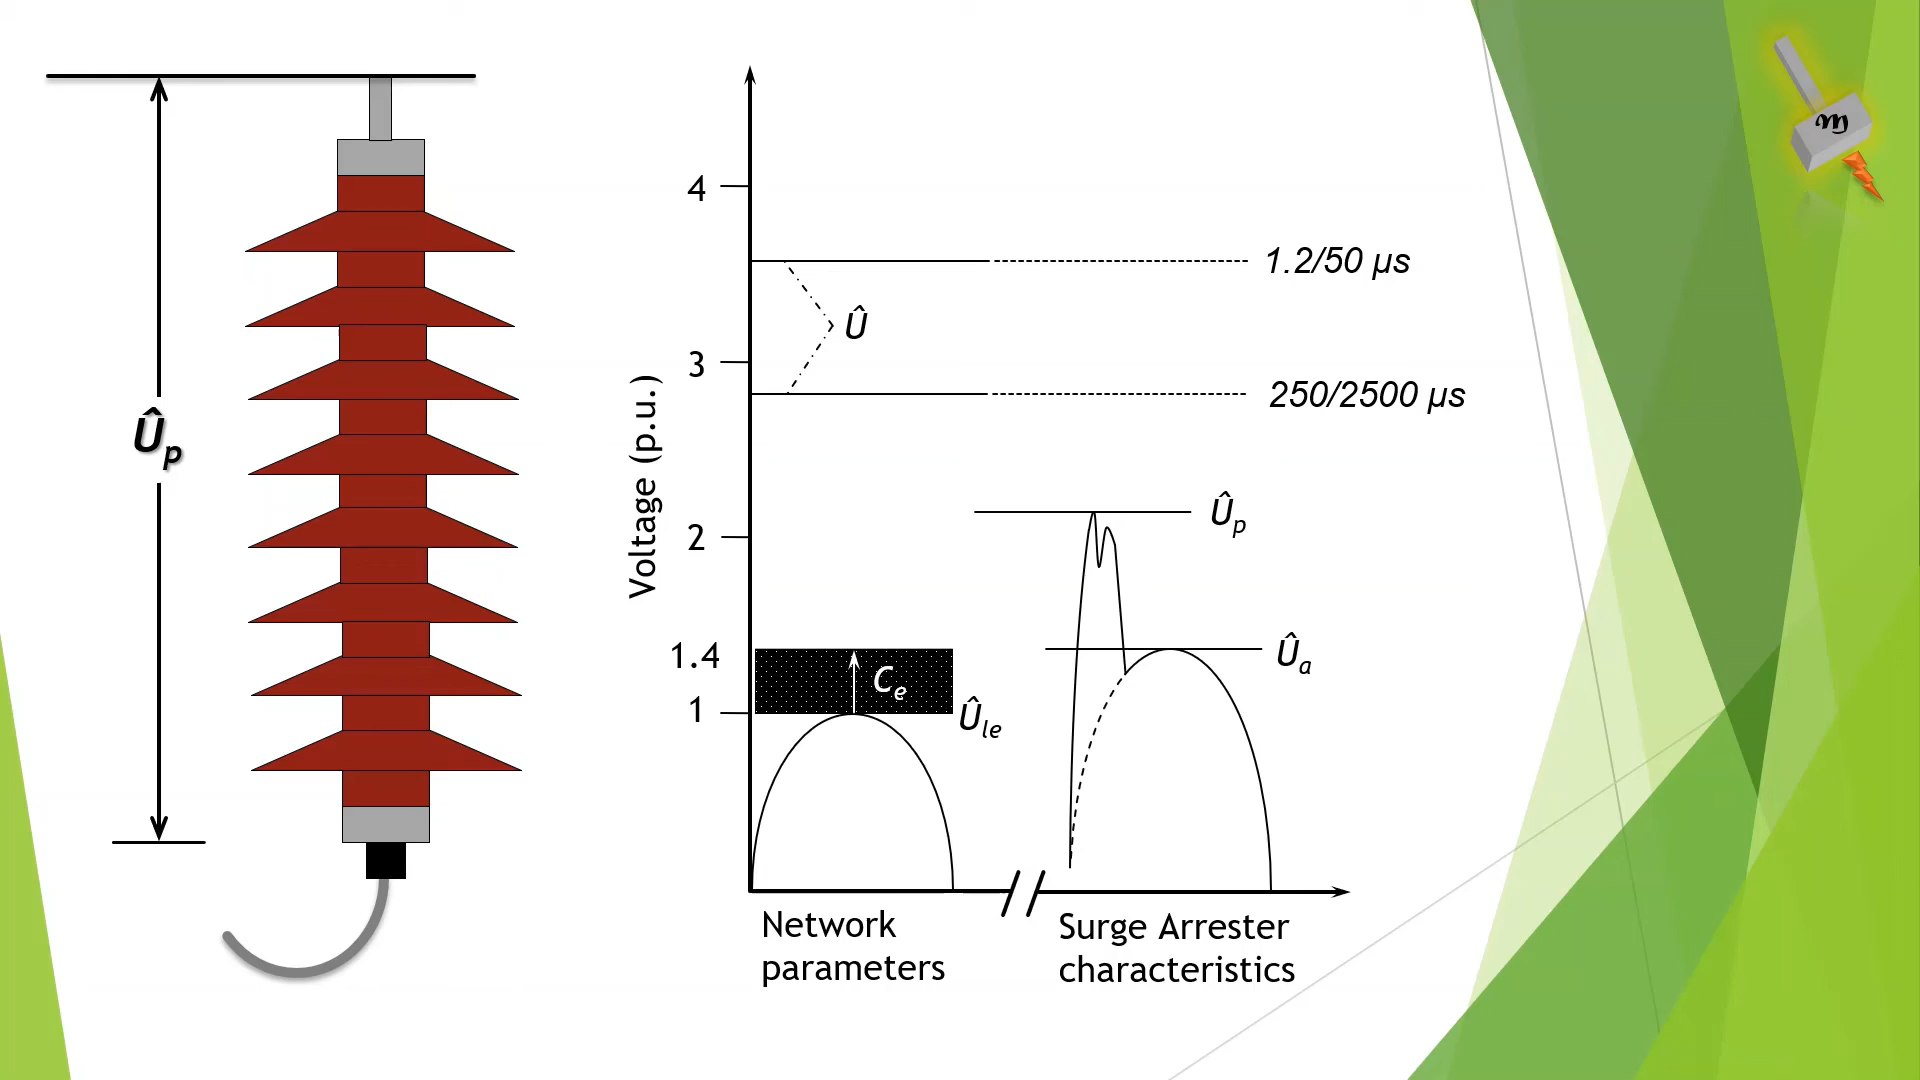 Û_p
Voltage (p.u.)
4
3
2
1.4
1
1.2/50 µs
Û
250/2500 µs
Û_p
C_e
Û_a
Û_le
Network
parameters
Surge Arrester
characteristics